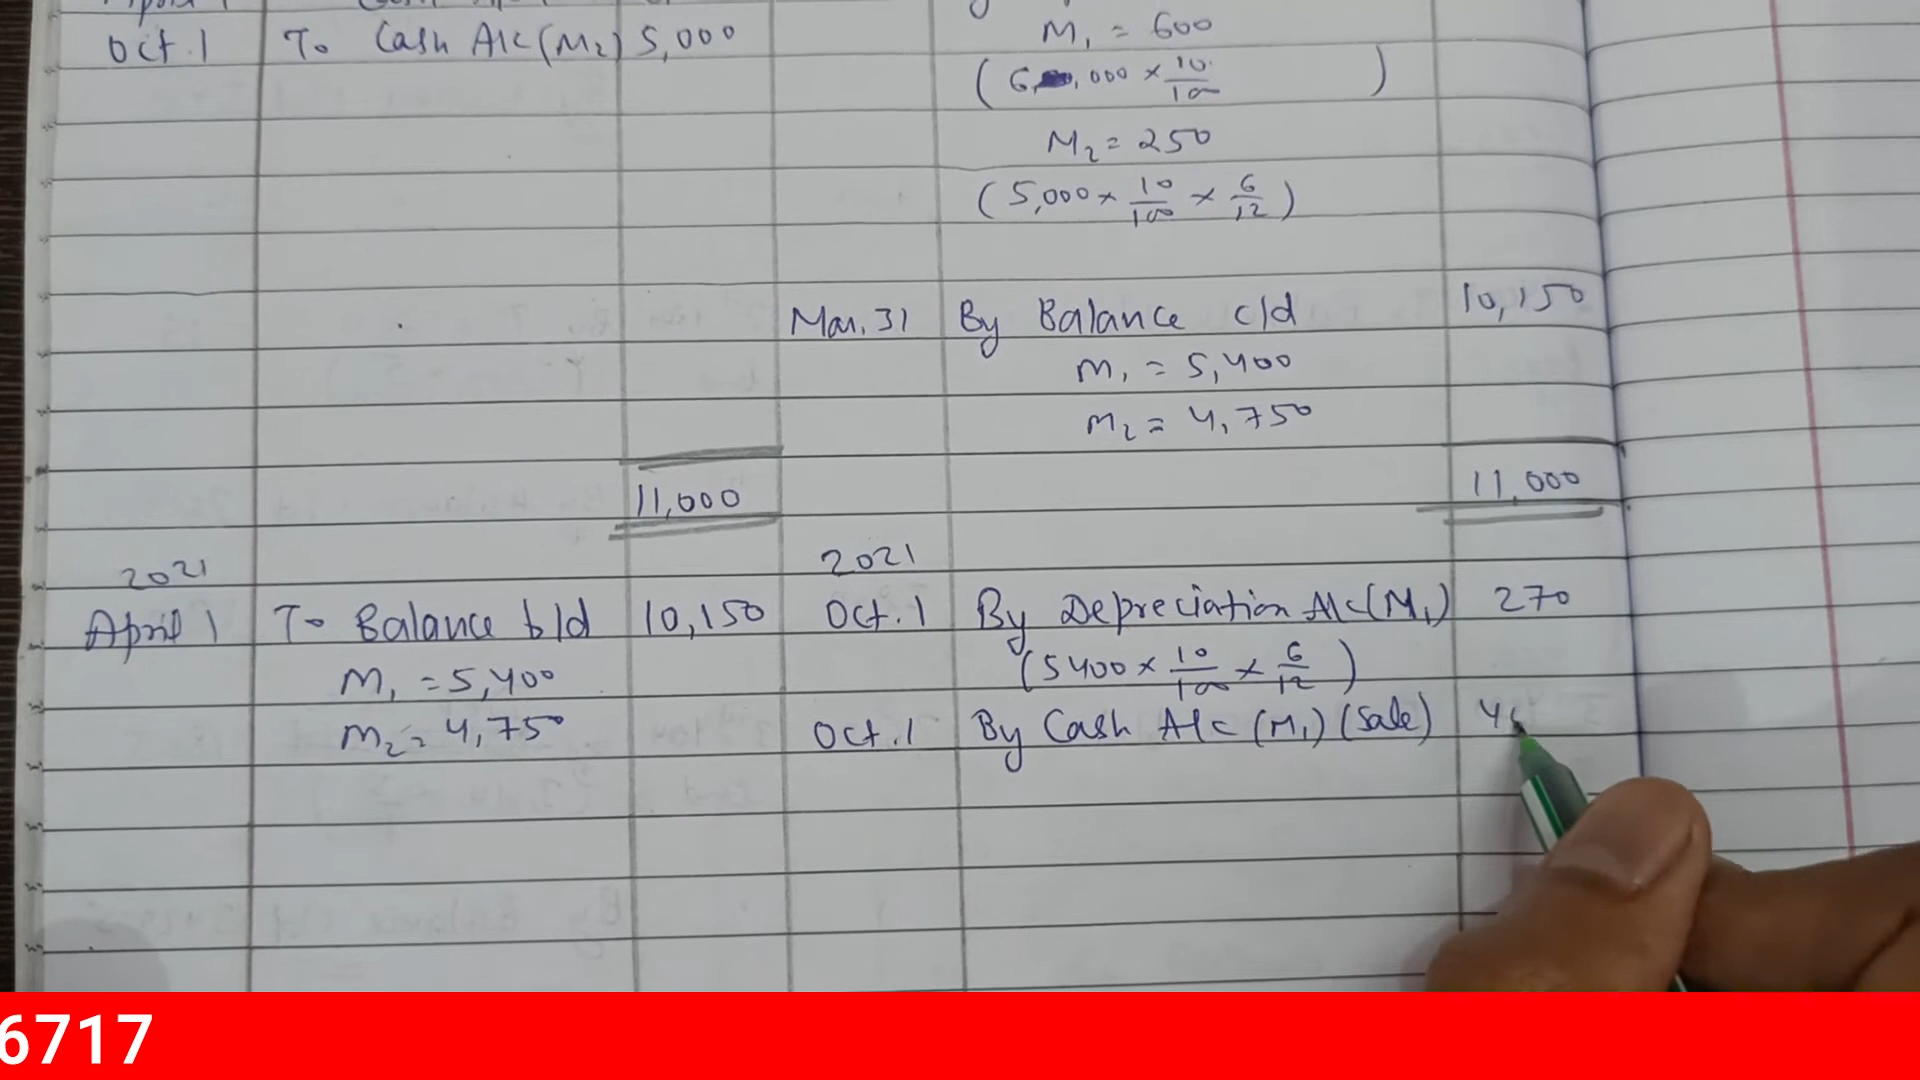 Oct.1 To Cash A/c (M2) 5,000 M1 = 600
(6,000 × 10/100)
M2 = 250
(5,000 × 10/100 × 6/12)
Mar.31 By Balance c/d 10,150
M1 = 5,400
M2 = 4,750
11,000 11,000
2021 2021
April 1 To Balance b/d 10,150 Oct.1 By Depreciation A/c (M1) 270
M1 = 5,400 (5400 × 10/100 × 6/12)
M2 = 4,750 Oct.1 By Cash A/c (M1) (Sale)
6717